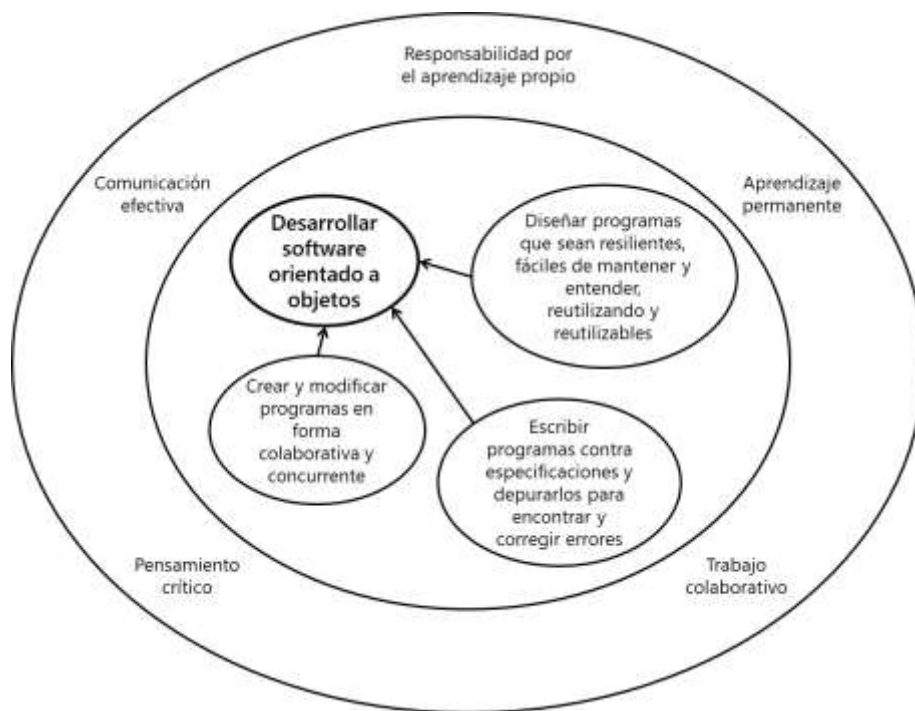 Responsabilidad por
el aprendizaje propio
Comunicación
efectiva
Aprendizaje
permanente
Desarrollar
software
orientado a
objetos
Diseñar programas
que sean resilientes,
fáciles de mantener y
entender,
reutilizando y
reutilizables
Crear y modificar
programas en
forma
colaborativa y
concurrente
Escribir
programas contra
especificaciones y
depurarlos para
encontrar y
corregir errores
Pensamiento
crítico
Trabajo
colaborativo